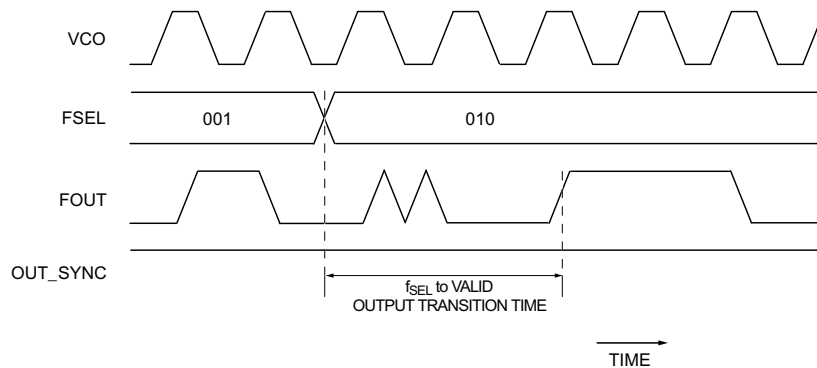 VCO
FSEL
001
010
FOUT
OUT_SYNC
fSEL to VALID
OUTPUT TRANSITION TIME
TIME